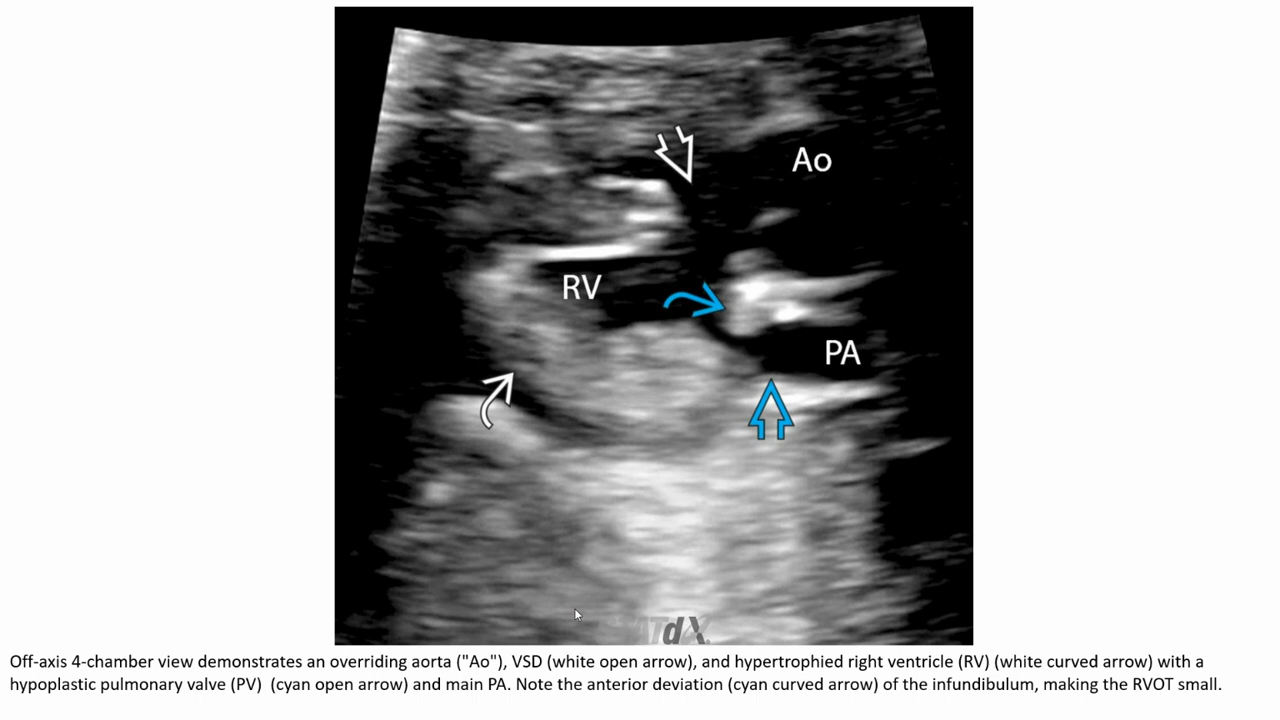 Ao
RV
PA
Off-axis 4-chamber view demonstrates an overriding aorta ("Ao"), VSD (white open arrow), and hypertrophied right ventricle (RV) (white curved arrow) with a
hypoplastic pulmonary valve (PV)  (cyan open arrow) and main PA. Note the anterior deviation (cyan curved arrow) of the infundibulum, making the RVOT small.